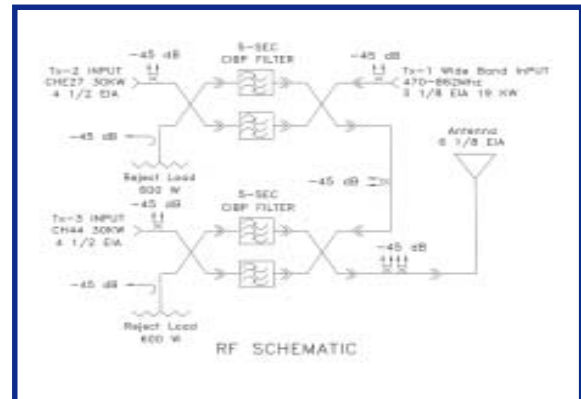 -45 dB
Tx-2 INPUT
CHE27 30KW
4 1/2 EIA
5-SEC
CIBP FILTER
-45 dB
Tx-1 Wide Band InPUT
470-862Mhz
3 1/8 EIA 19 KW
-45 dB
Reject Load
600 W
Antenna
6 1/8 EIA
-45 dB
-45 dB
Tx-3 INPUT
CH44 30KW
4 1/2 EIA
5-SEC
CIBP FILTER
-45 dB
-45 dB
Reject Load
600 W
RF SCHEMATIC